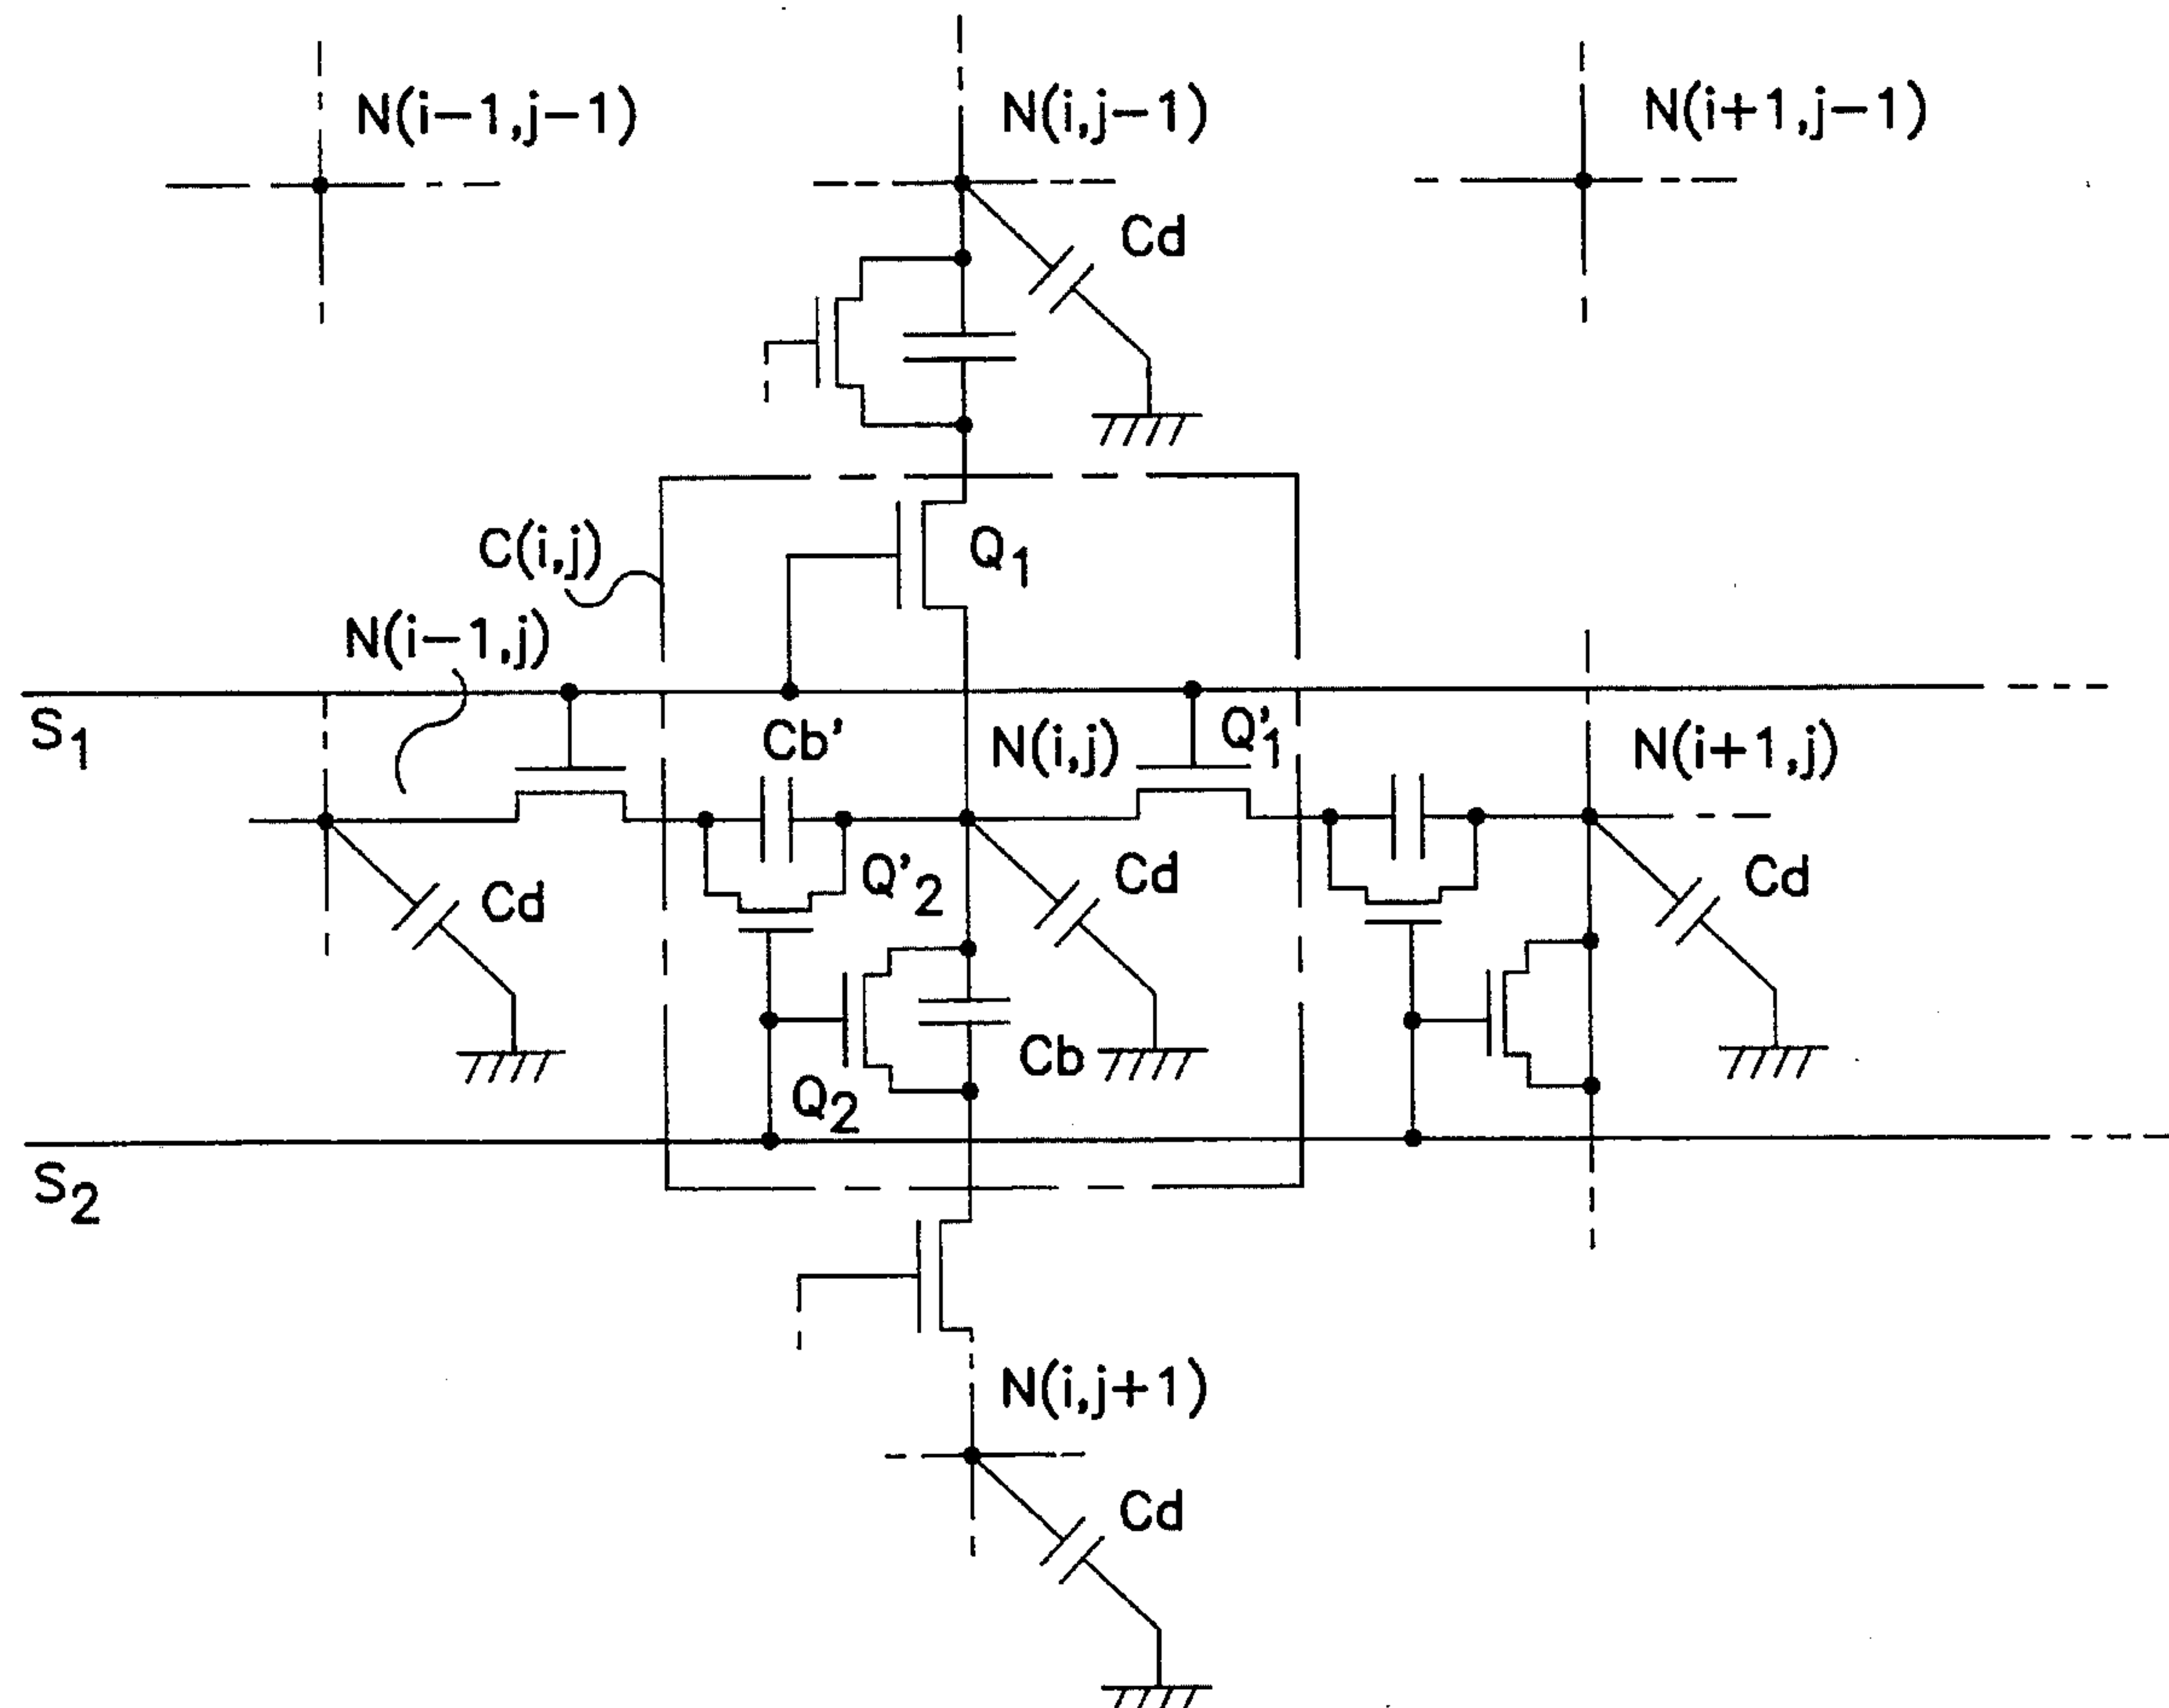 N(i−1,j−1)
N(i,j−1)
N(i+1,j−1)
Cd
C(i,j)
Q1
N(i−1,j)
S1
Cb'
N(i,j)
Q'1
N(i+1,j)
Cd
Q'2
Cd
Cd
Cb
Q2
S2
N(i,j+1)
Cd